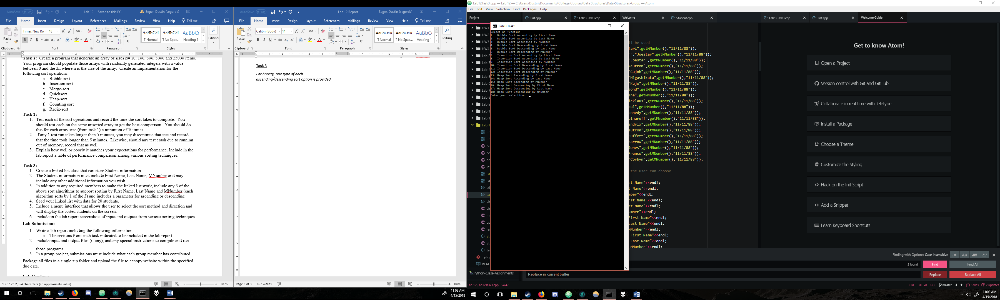 AutoSave Off
Lab 12 - Saved to this PC
Seger, Dustin (segerde)
File Home Insert Design Layout References Mailings Review View Help Tell me
Times New Ro 18
Paste
AaBbCcI AaBbCcI AaBbCc
¶ Normal ¶ No Spac... Heading 1
Editing
Clipboard Font Paragraph Styles
Task 1: Create a program that generate an array of sizes n= 10, 100, 500, 5000 and 25000 items.
Your program should populate those arrays with randomly generated integers with a value
between 0 and the 2n where n is the size of the array. Create an implementation for the
following sort operations.
a. Bubble sort
b. Insertion sort
c. Merge-sort
d. Quicksort
e. Heap-sort
f. Counting sort
g. Radix-sort
Task 2:
1. Test each of the sort operations and record the time the sort takes to complete. You
should test each on the same unsorted array to get the best comparison. You should do
this for each array size (from task 1) a minimum of 10 times.
2. If any 1 test run takes longer than 5 minutes, you may discontinue that test and record
that the time took longer than 5 minutes. Likewise, should any test crash due to running
out of memory, record that as well.
3. Explain how well or poorly it matches your expectations for performance. Include in the
lab report a table of performance comparison among various sorting techniques.
Task 3:
1. Create a linked list class that can store Student information.
2. The Student information must include First Name, Last Name, MNumber and may
include any other additional information you wish.
3. In addition to any required members to make the linked list work, include any 3 of the
above sort algorithms to support sorting by First Name, Last Name and MNumber (each
algorithm sorts by 1 of the 3) and includes a parameter for ascending or descending.
4. Seed your linked list with data for 20 students.
5. Include a menu interface that allows the user to select the sort method and direction and
will display the sorted students on the screen.
6. Include in the lab report screenshots of input and outputs from various sorting techniques.
Lab Submission:
1. Write a lab report including the following information:
a. The sections from each task indicated to be included in the lab report.
2. Include input and output files (if any), and any special instructions to compile and run
those programs.
3. In a group project, submissions must include what each group member has contributed.
Package all files in a single zip folder and upload the file to canopy website within the specified
due date.
Lab Grading:
"Lab 12": 2,354 characters (an approximate value).
100%
11:02 AM
4/15/2018
AutoSave Off
Lab 12 Report
Seger, Dustin (segerde)
File Home Insert Design Layout References Mailings Review View Help Tell me
Calibri (Body) 11
Paste
AaBbCcDc AaBbCcDc AaBbCc
¶ Normal ¶ No Spac... Heading 1
Editing
Clipboard Font Paragraph Styles
Task 3
For brevity, one type of each
ascending/descending sort option is provided
Page 3 of 3 497 words
100%
Lab12Task3.cpp — Lab 12 — C:\Users\Dustin\Documents\College Courses\Data Structures\Data-Structures-Group — Atom
File Edit View Selection Find Packages Help
Project
List.cpp Lab12Task3.cpp Welcome Student.cpp
Lab12Task3.cpp List.cpp Welcome Guide
HW1
HW2
HW3
HW4
Lab 2
Lab 3
Lab 4
Lab 5
Lab 6
Lab 7
Lab 8
Lab 9
Lab 1
Lab 1
Lab 1
bu
co
he
ins
La
La
lab
La
List
List
me
qu
rac
Stu
Stu
tes
.gitig
READ
Python-Class-Assignments
Lab12Task3
Select an function
1: Bubble Sort Ascending by First Name
2: Bubble Sort Ascending by Last Name
3: Bubble Sort Ascending by MNumber
4: Bubble Sort Descending by First Name
5: Bubble Sort Descending by Last Name
6: Bubble Sort Descending by MNumber
7: Insertion Sort Ascending by First Name
8: Insertion Sort Ascending by Last Name
9: Insertion Sort Ascending by MNumber
10: Insertion Sort Descending by First Name
11: Insertion Sort Descending by Last Name
12: Insertion Sort Descending by MNumber
13: Heap Sort Ascending by First Name
14: Heap Sort Ascending by Last Name
15: Heap Sort Ascending by MNumber
16: Heap Sort Descending by First Name
17: Heap Sort Descending by Last Name
18: Heap Sort Descending by MNumber
Enter your selection:
ll be used
fari",getMNumber(),"11/11/88"));
n","Joestar",getMNumber(),"11/11/88"));
"Joestar",getMNumber(),"11/11/88"));
Neutron",getMNumber(),"11/11/88"));
"Cujoh",getMNumber(),"11/11/88"));
"Higashikata",getMNumber(),"11/11/88"));
"Kujo",getMNumber(),"11/11/88"));
Bond",getMNumber(),"11/11/88"));
ena",getMNumber(),"11/11/88"));
icklaus",getMNumber(),"11/11/88"));
aul",getMNumber(),"11/11/88"));
ennedy",getMNumber(),"11/11/88"));
olnareff",getMNumber(),"11/11/88"));
endrix",getMNumber(),"11/11/88"));
eutron",getMNumber(),"11/11/88"));
Buffett",getMNumber(),"11/11/88"));
parrow",getMNumber(),"11/11/88"));
Jones",getMNumber(),"11/11/88"));
Franco",getMNumber(),"11/11/88"));
"Corbyn",getMNumber(),"11/11/88"));
the user can choose
st Name"<<endl;
t Name"<<endl;
mber"<<endl;
rst Name"<<endl;
st Name"<<endl;
umber"<<endl;
First Name"<<endl;
Last Name"<<endl;
MNumber"<<endl;
First Name"<<endl;
Last Name"<<endl;
MNumber"<<endl;
Get to know Atom!
Open a Project
Version control with Git and GitHub
Collaborate in real time with Teletype
Install a Package
Choose a Theme
Customize the Styling
Hack on the Init Script
Add a Snippet
Learn Keyboard Shortcuts
Finding with Options: Case Insensitive
2 found Find Find All
Replace in current buffer Replace Replace All
Lab 12\Lab12Task3.cpp 54:47
CRLF UTF-8 C++ master 5 files 2 updates
11:02 AM
4/15/2018